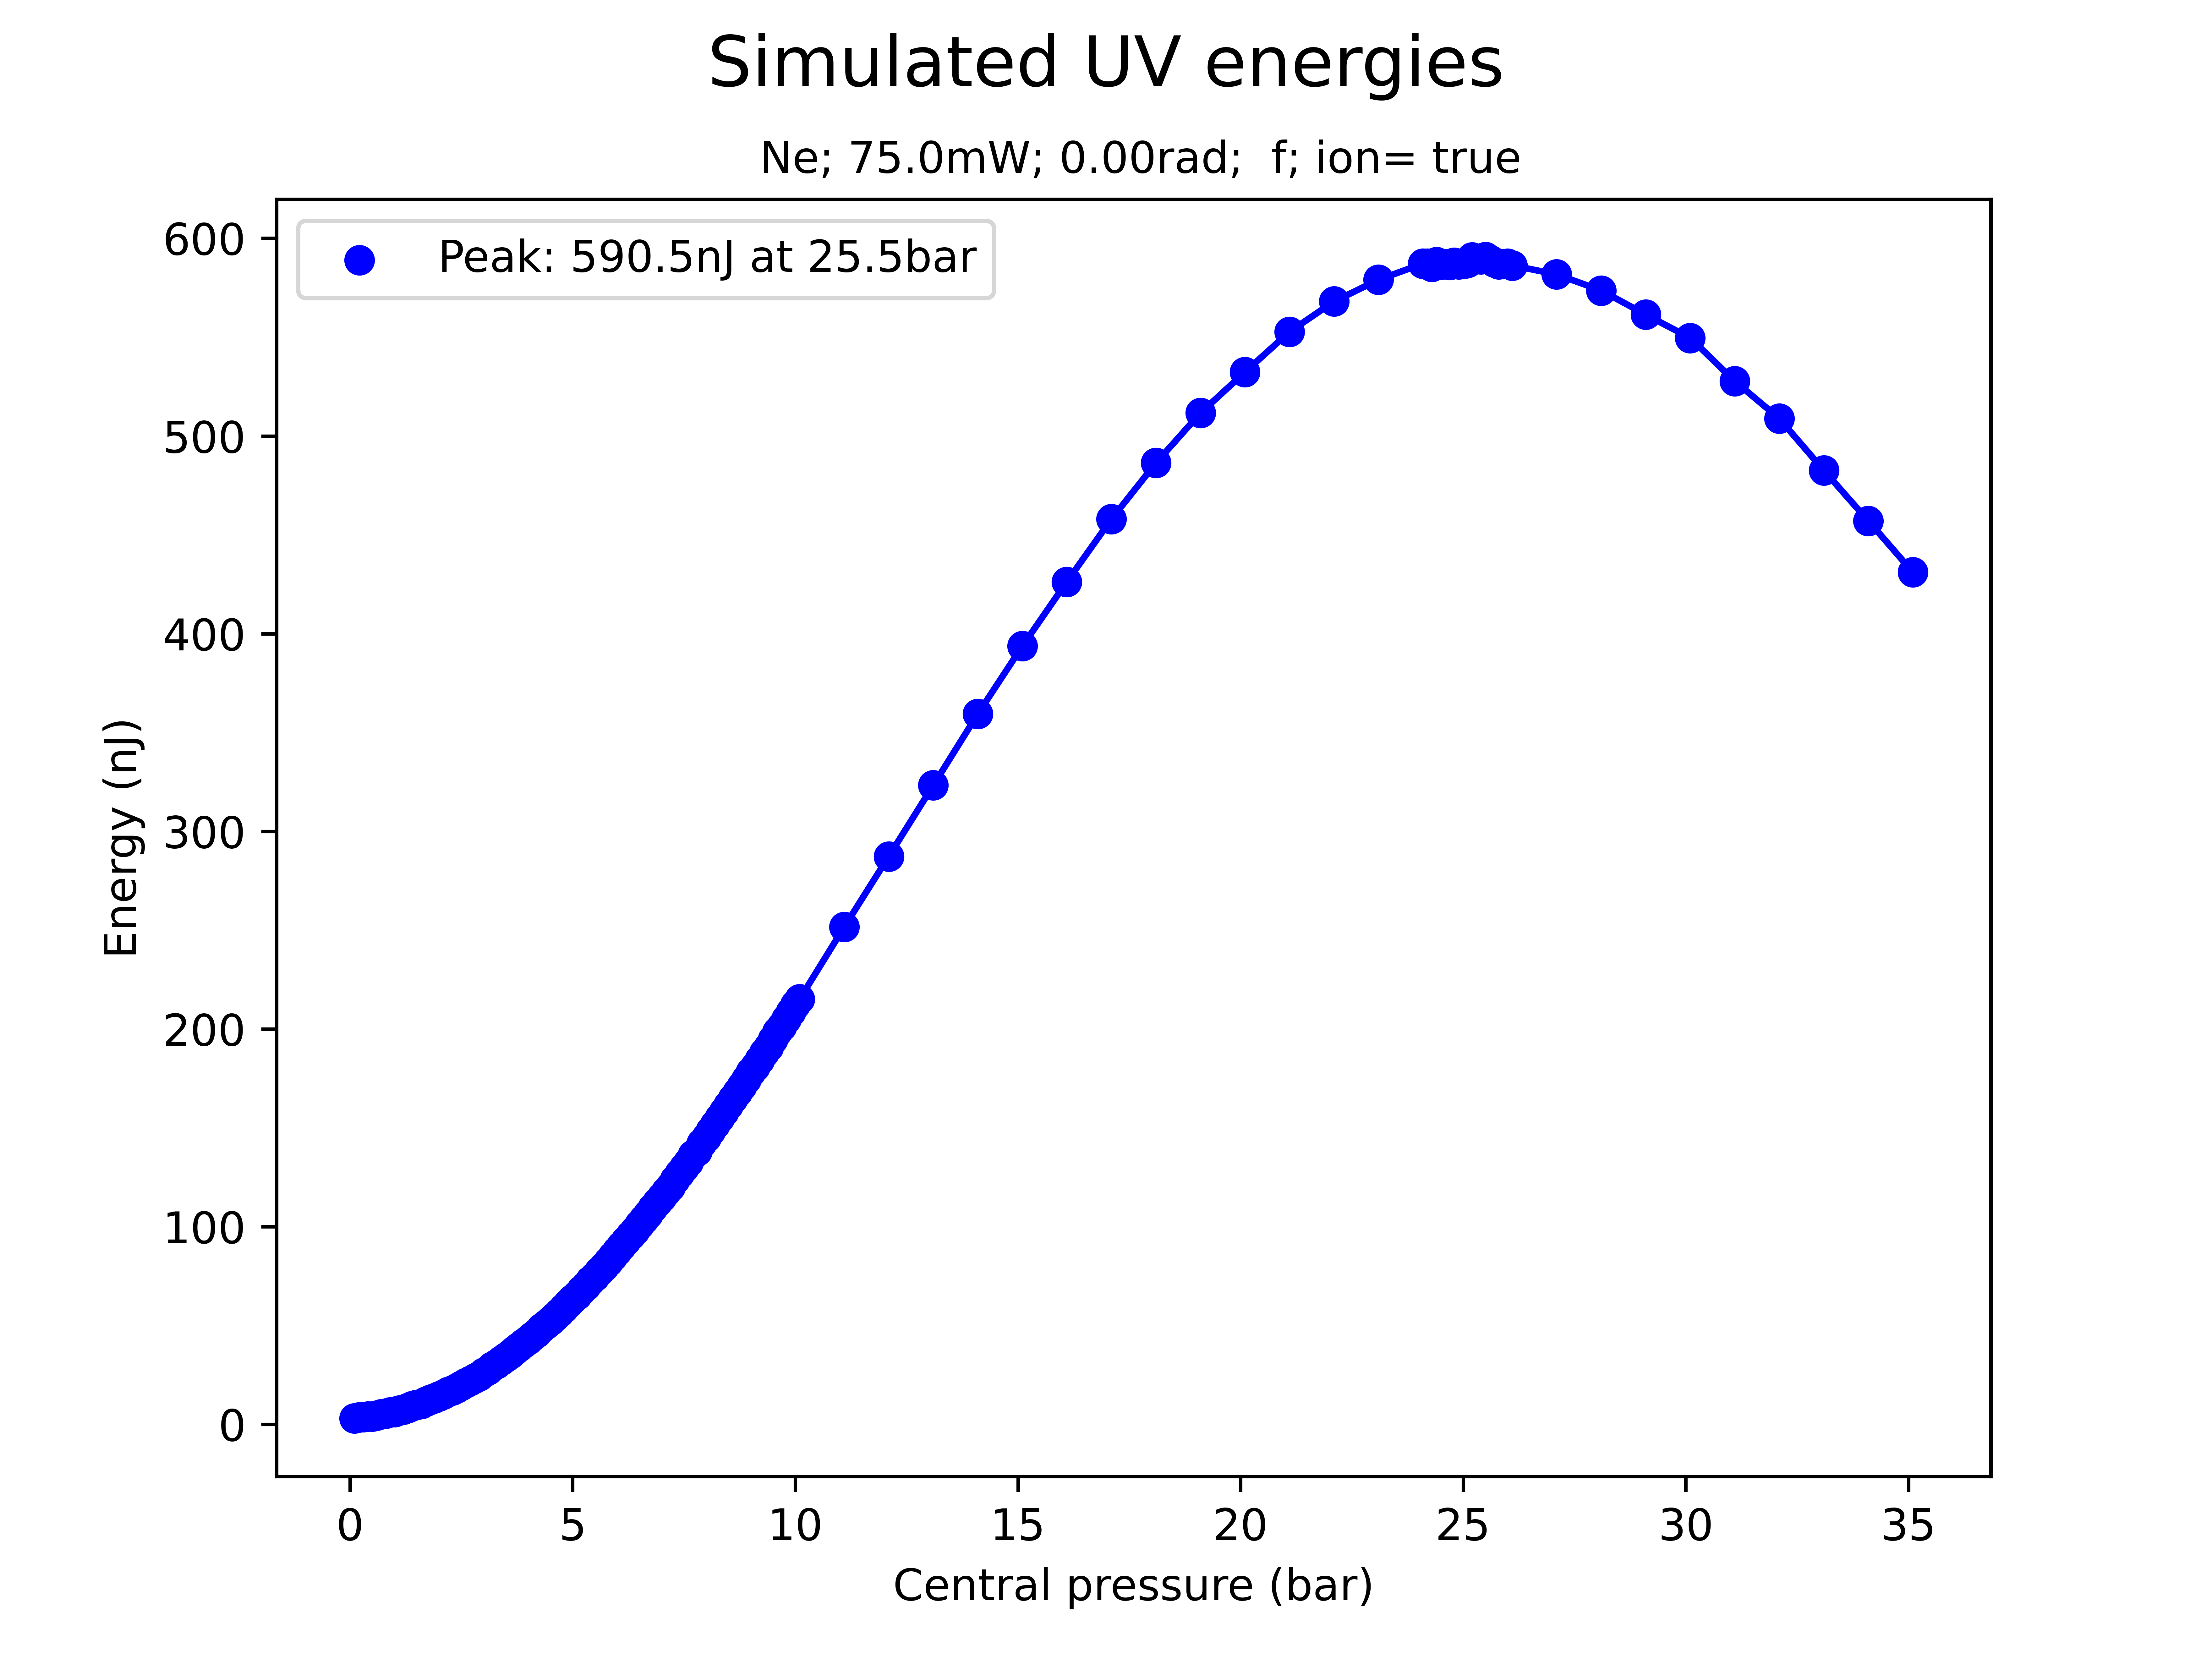 Simulated UV energies
Ne; 75.0mW; 0.00rad;  f; ion= true
Peak: 590.5nJ at 25.5bar
Energy (nJ)
600
500
400
300
200
100
0
0 5 10 15 20 25 30 35
Central pressure (bar)